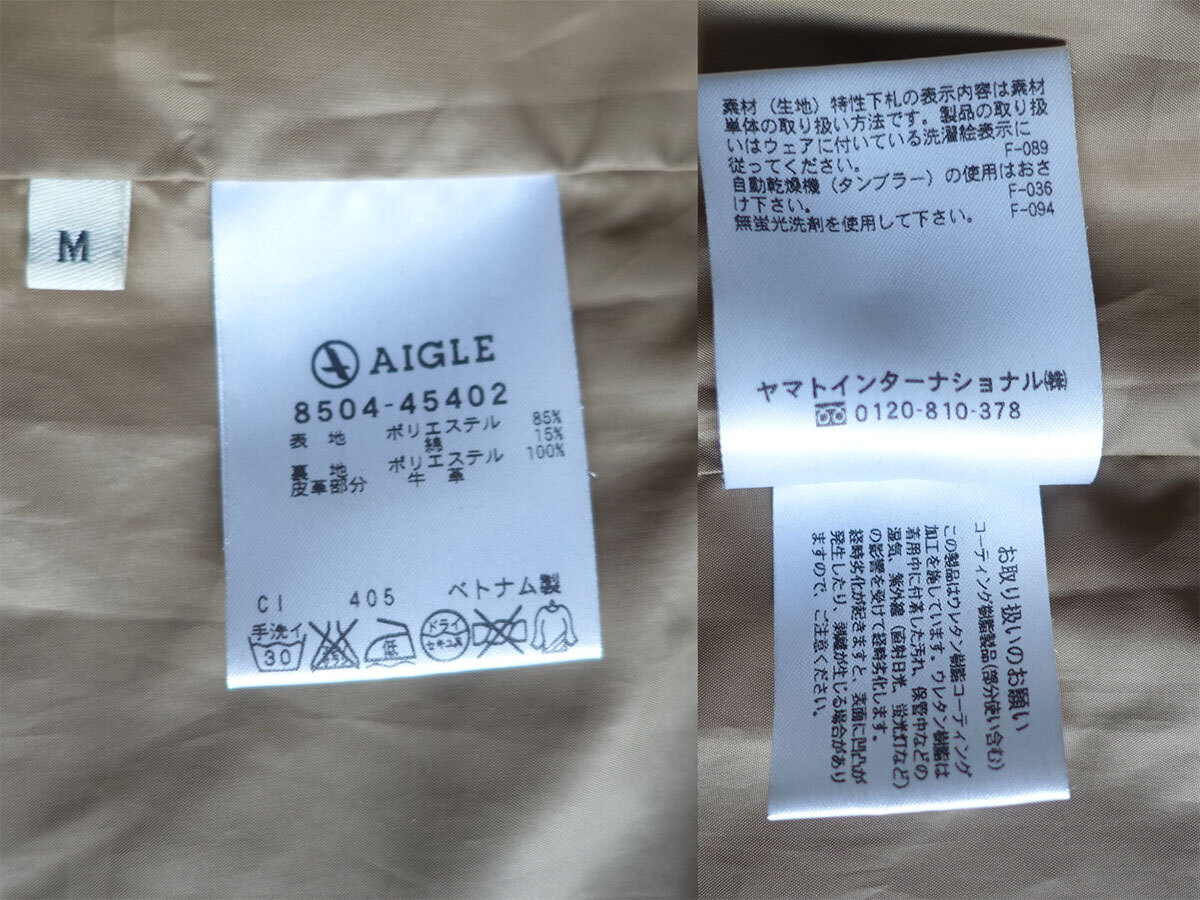 M
AIGLE
8504-45402
表 地 ポリエステル 85%
綿 15%
裏 地 ポリエステル 100%
皮革部分 牛 革
CI 405 ベトナム製
手洗イ
30
低
ドライ
セキユ系
素材（生地）特性下札の表示内容は素材
単体の取り扱い方法です。製品の取り扱
いはウェアに付いている洗濯絵表示に
従ってください。 F-089
自動乾燥機（タンブラー）の使用はおさ
け下さい。 F-036
無蛍光洗剤を使用して下さい。 F-094
ヤマトインターナショナル㈱
0120-810-378
お取り扱いのお願い
コーティング樹脂製品（部分使い含む）
この製品はウレタン樹脂コーティング
加工を施しています。ウレタン樹脂は
着用中に付着した汚れ、保管中などの
湿気、紫外線（直射日光、蛍光灯など）
の影響を受けて経時劣化します。
経時劣化が起きますと、表面に凹凸が
発生したり、剥離が生じる場合があり
ますので、ご注意ください。